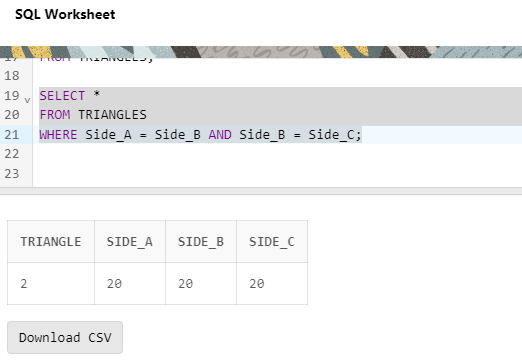 SQL Worksheet
17 FROM TRIANGLES;
18
19 SELECT *
20 FROM TRIANGLES
21 WHERE Side_A = Side_B AND Side_B = Side_C;
22
23
TRIANGLE SIDE_A SIDE_B SIDE_C
2 20 20 20
Download CSV